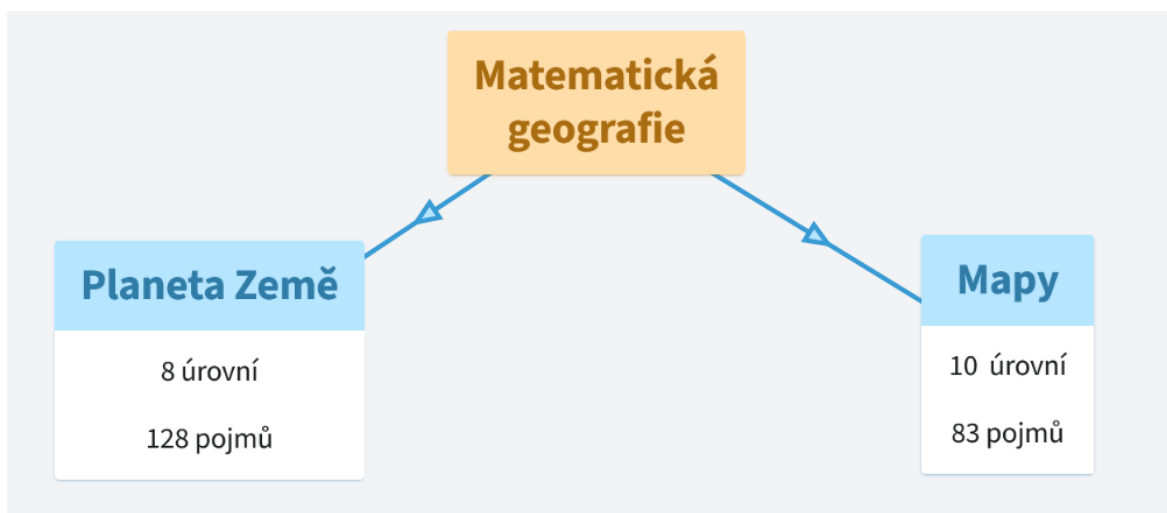 Matematická
geografie
Planeta Země
8 úrovní
128 pojmů
Mapy
10 úrovní
83 pojmů